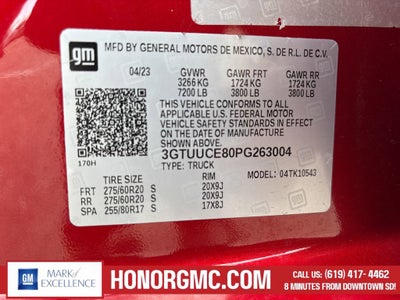 gm
MFD BY GENERAL MOTORS DE MEXICO, S. DE R.L. DE C.V.
04/23 GVWR GAWR FRT GAWR RR
3266 KG 1724 KG 1724 KG
7200 LB 3800 LB 3800 LB
THIS VEHICLE CONFORMS TO ALL
APPLICABLE U.S. FEDERAL MOTOR
VEHICLE SAFETY STANDARDS IN
EFFECT ON THE DATE OF
MANUFACTURE SHOWN ABOVE.
3GTUUCE80PG263004
170H TYPE: TRUCK MODEL: 04TK10543
TIRE SIZE RIM
FRT 275/60R20 S 20X9J
RR 275/60R20 S 20X9J
SPA 255/80R17 S 17X8J
gm MARK of EXCELLENCE
HONORGMC.COM
CALL US: (619) 417-4462
8 MINUTES FROM DOWNTOWN SD!